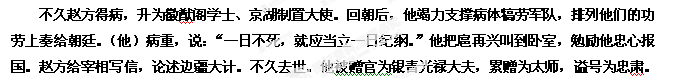 不久赵方得病，升为徽猷阁学士、京湖制置大使。回朝后，他竭力支撑病体犒劳军队，排列他们的功
劳上奏给朝廷。（他）病重，说：“一日不死，就应当立一日纪纲。”他把扈再兴叫到卧室，勉励他忠心报
国。赵方给宰相写信，论述边疆大计。不久去世。他被赠官为银青光禄大夫，累赠为太师，谥号为忠肃。